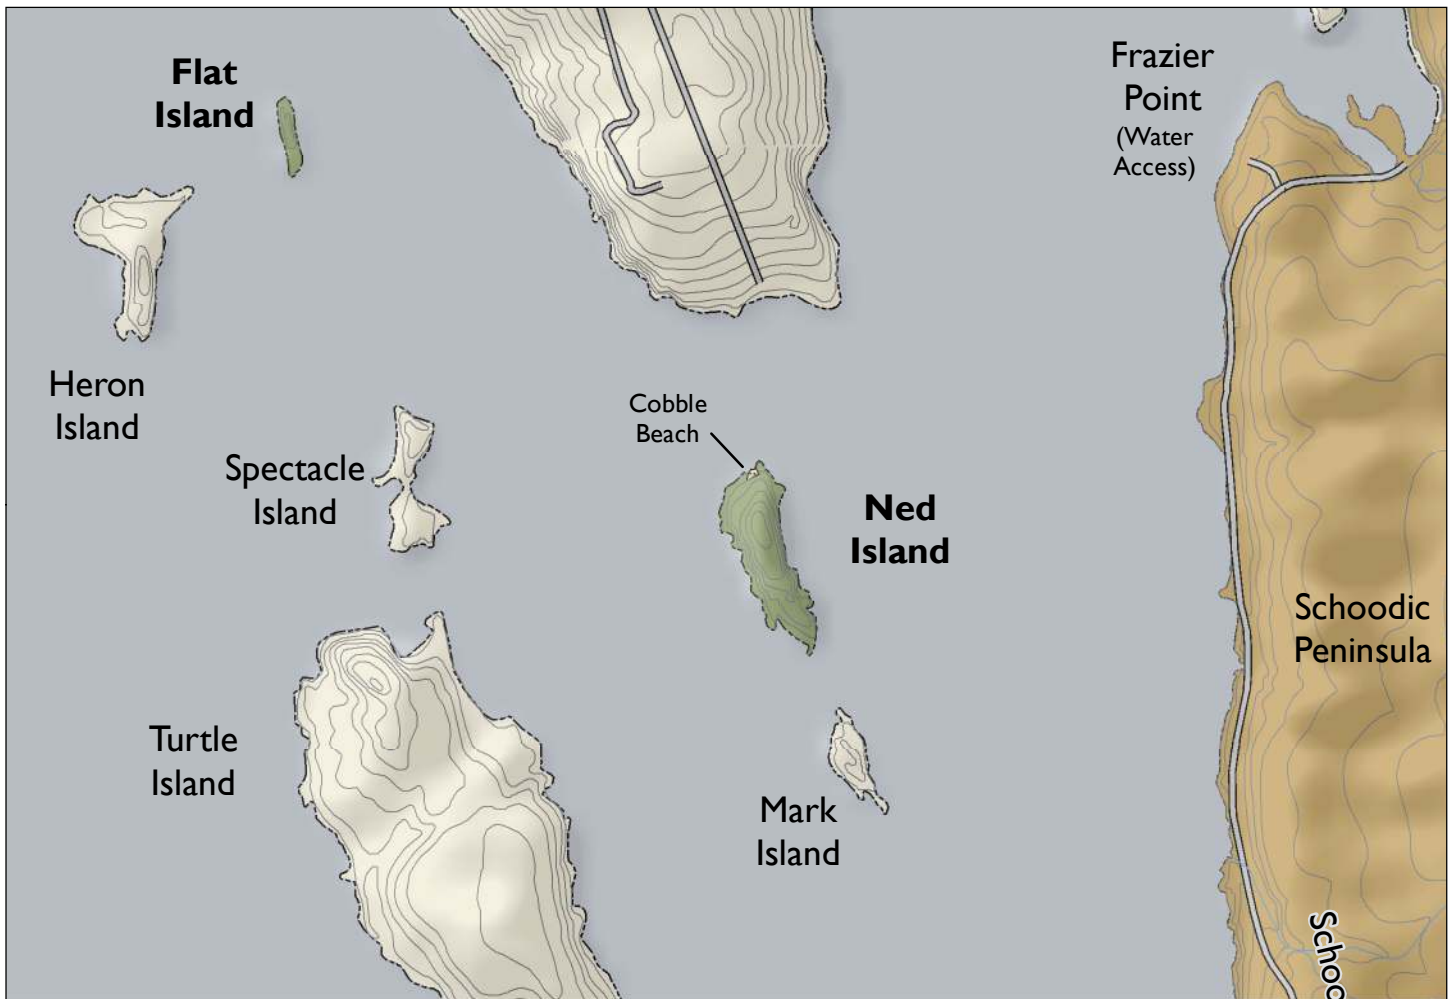 Flat
Island
Frazier
Point
(Water
Access)
Heron
Island
Cobble
Beach
Spectacle
Island
Ned
Island
Schoodic
Peninsula
Turtle
Island
Mark
Island
Schoo